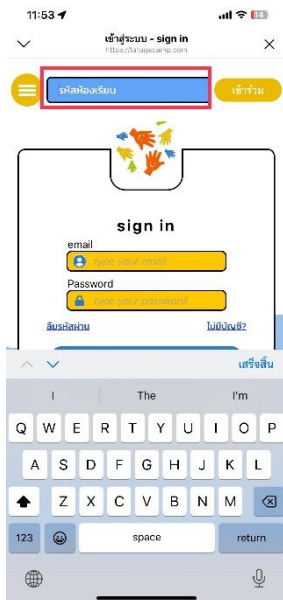 11:53
14
เข้าสู่ระบบ - sign in
https://tatugacamp.com
รหัสห้องเรียน
เข้าร่วม
sign in
email
Type your email
Password
Type your password
ลืมรหัสผ่าน
ไม่มีบัญชี?
เสร็จสิ้น
I The I'm
Q W E R T Y U I O P
A S D F G H J K L
Z X C V B N M
123 space return